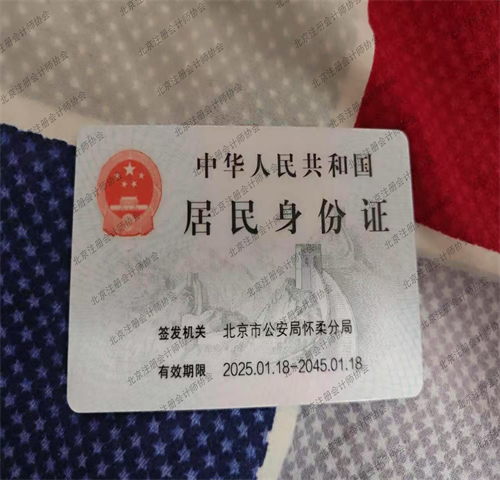 中华人民共和国
居民身份证
签发机关 北京市公安局怀柔分局
有效期限 2025.01.18-2045.01.18
北京注册会计师协会